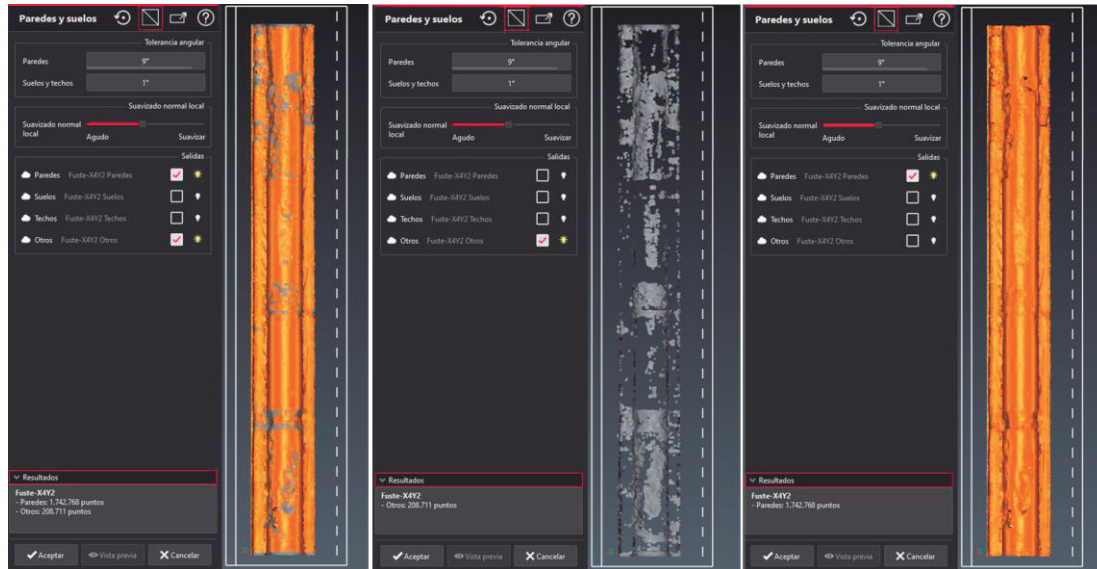 Paredes y suelos
Tolerancia angular
Paredes 9°
Suelos y techos 1°
Suavizado normal local
Suavizado normal local
Agudo Suavizar
Salidas
Paredes Fuste-X4Y2 Paredes
Suelos Fuste-X4Y2 Suelos
Techos Fuste-X4Y2 Techos
Otros Fuste-X4Y2 Otros
Resultados
Fuste-X4Y2
- Paredes: 1.742.768 puntos
- Otros: 208.711 puntos
Aceptar Vista previa Cancelar
Paredes y suelos
Tolerancia angular
Paredes 9°
Suelos y techos 1°
Suavizado normal local
Suavizado normal local
Agudo Suavizar
Salidas
Paredes Fuste-X4Y2 Paredes
Suelos Fuste-X4Y2 Suelos
Techos Fuste-X4Y2 Techos
Otros Fuste-X4Y2 Otros
Resultados
Fuste-X4Y2
- Otros: 208.711 puntos
Aceptar Vista previa Cancelar
Paredes y suelos
Tolerancia angular
Paredes 9°
Suelos y techos 1°
Suavizado normal local
Suavizado normal local
Agudo Suavizar
Salidas
Paredes Fuste-X4Y2 Paredes
Suelos Fuste-X4Y2 Suelos
Techos Fuste-X4Y2 Techos
Otros Fuste-X4Y2 Otros
Resultados
Fuste-X4Y2
- Paredes: 1.742.768 puntos
Aceptar Vista previa Cancelar